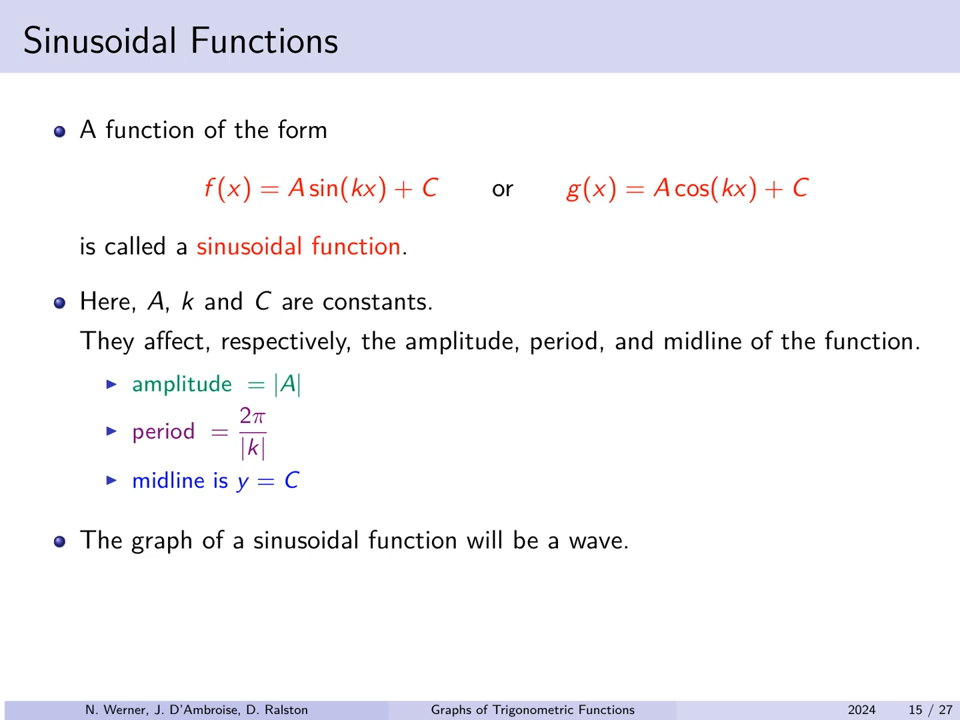 Sinusoidal Functions
A function of the form
f(x) = A sin(kx) + C or g(x) = A cos(kx) + C
is called a sinusoidal function.
Here, A, k and C are constants.
They affect, respectively, the amplitude, period, and midline of the function.
amplitude = |A|
period = 2π/|k|
midline is y = C
The graph of a sinusoidal function will be a wave.
N. Werner, J. D'Ambroise, D. Ralston Graphs of Trigonometric Functions 2024 15 / 27